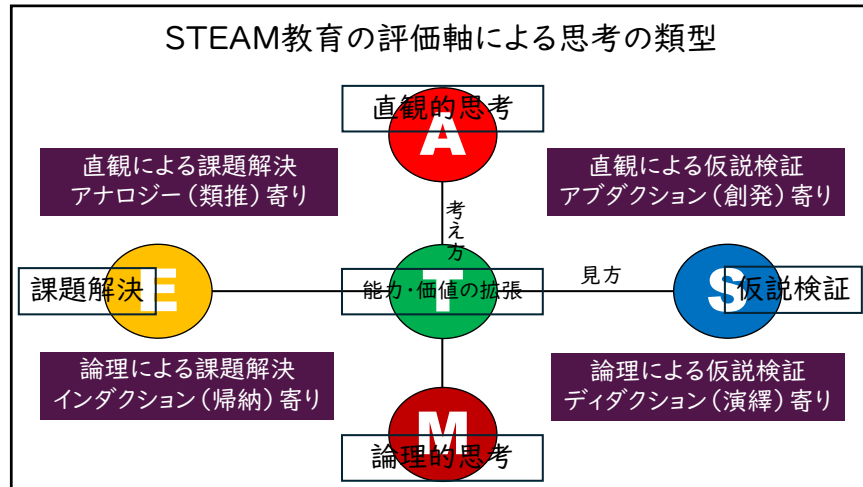 STEAM教育の評価軸による思考の類型
直観的思考
A
直観による課題解決
アナロジー（類推）寄り
直観による仮説検証
アブダクション（創発）寄り
考え方
課題解決
E
能力・価値の拡張
T
見方
S
仮説検証
論理による課題解決
インダクション（帰納）寄り
論理による仮説検証
ディダクション（演繹）寄り
M
論理的思考